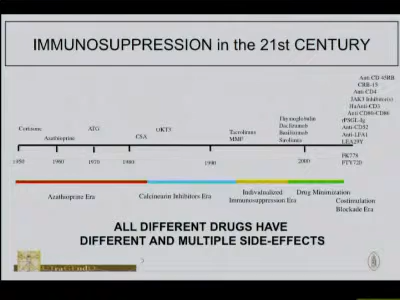 IMMUNOSUPPRESSION in the 21st CENTURY
Anti CD 45RB
CRB-15
Anti CD4
JAK3 Inhibitors
HuAnti-CD3
Anti CD80-CD86
rPSGL-Ig
Anti-CD52
Anti-LFA1
LEA29Y
Cortisone
Azathioprine
ATG
CSA
OKT3
Tacrolimus
MMF
Thymoglobulin
Daclizumab
Basiliximab
Sirolimus
1950
1960
1970
1980
1990
2000
FK778
FTY720
Azathioprine Era
Calcineurin Inhibitors Era
Individualized
Immunosuppression Era
Drug Minimization
Costimulation
Blockade Era
ALL DIFFERENT DRUGS HAVE
DIFFERENT AND MULTIPLE SIDE-EFFECTS